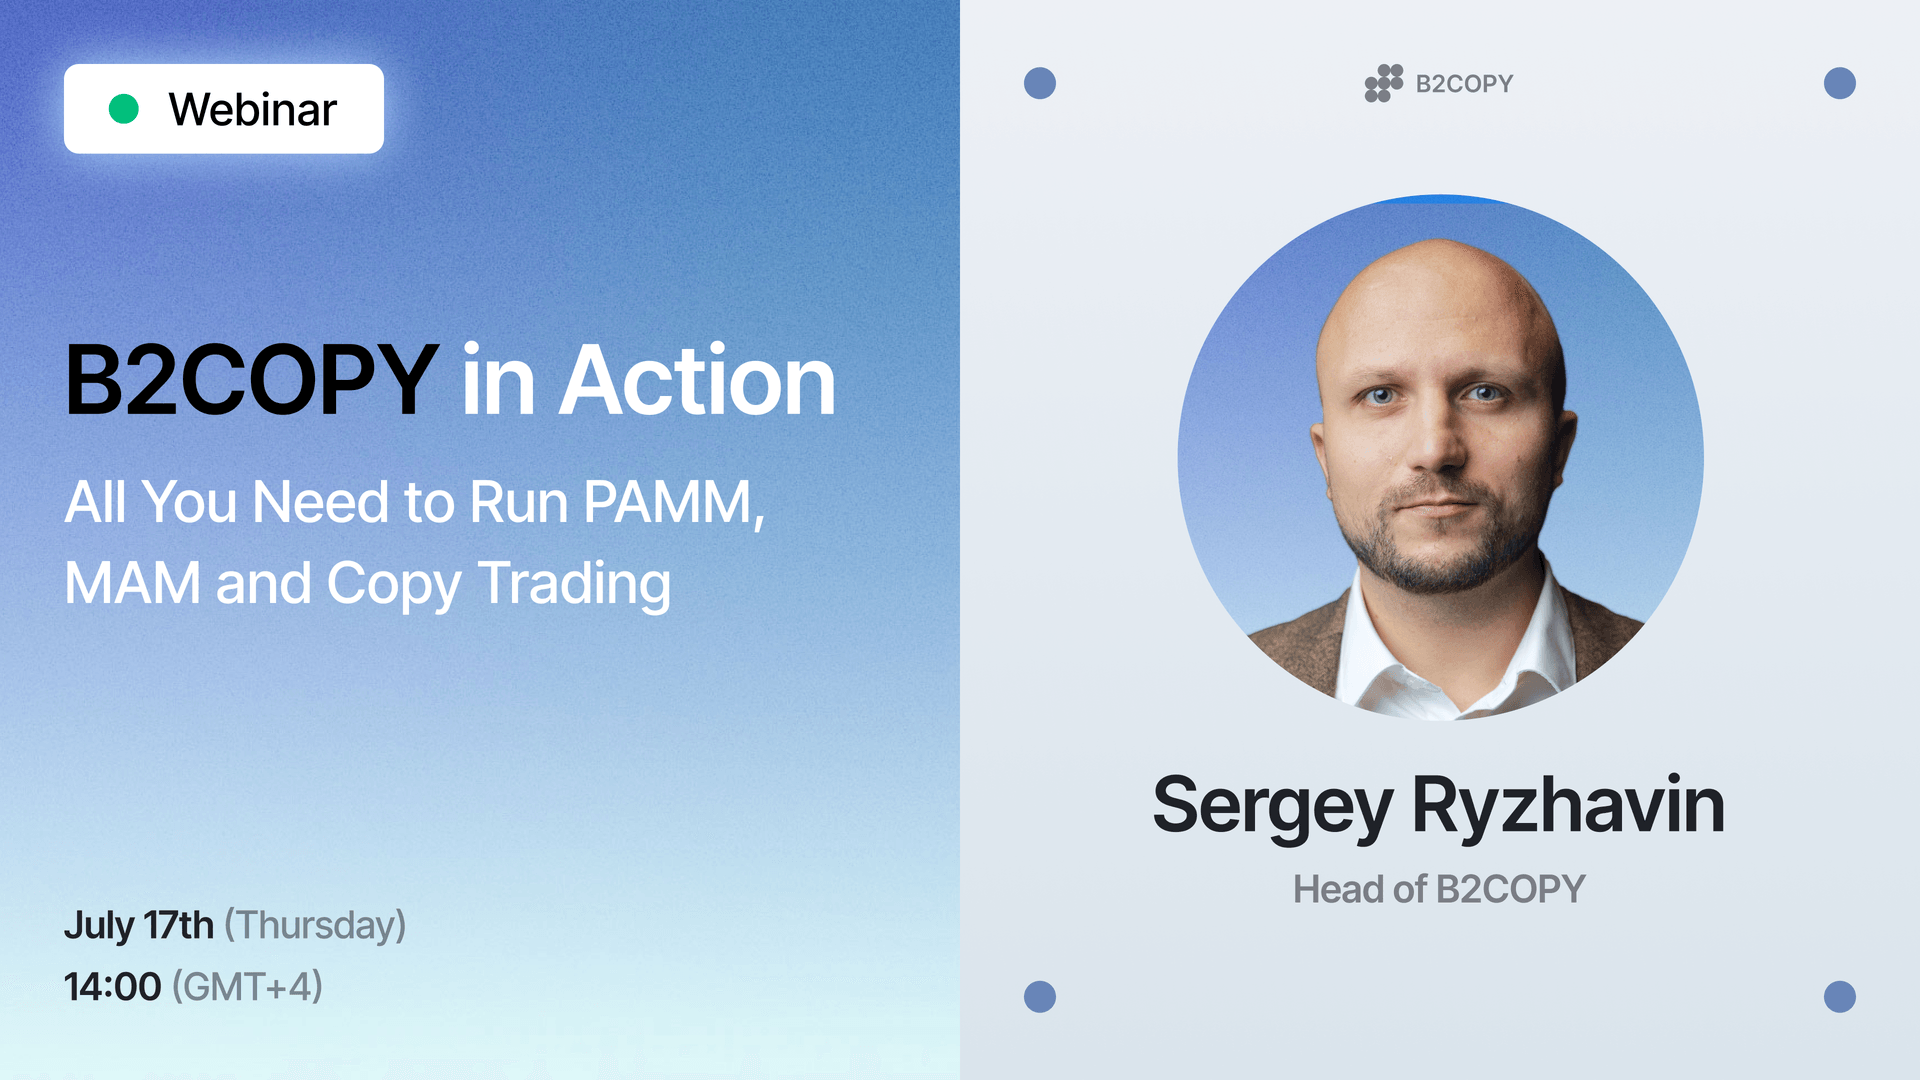 Webinar
B2COPY in Action
All You Need to Run PAMM,
MAM and Copy Trading
July 17th (Thursday)
14:00 (GMT+4)
B2COPY
Sergey Ryzhavin
Head of B2COPY